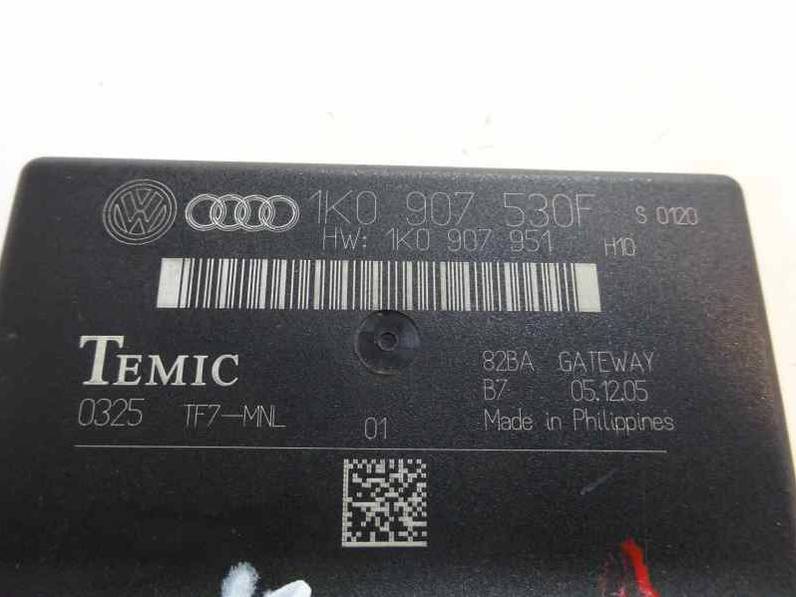 1K0 907 530F S 0120
HW: 1K0 907 951 H10
TEMIC
82BA GATEWAY
B7 05.12.05
0325 TF7-MNL 01 Made in Philippines